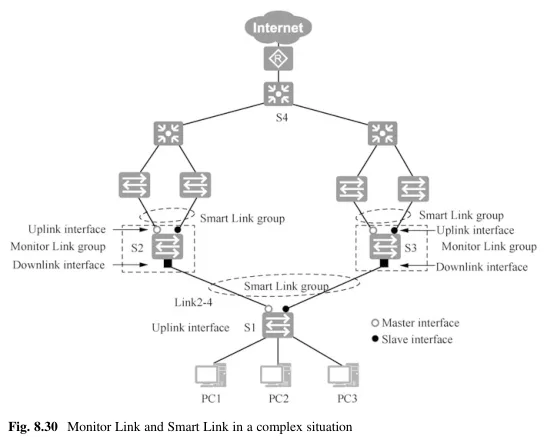 Internet
R
S4
Smart Link group
Smart Link group
Uplink interface
S2
Monitor Link group
Downlink interface
Uplink interface
S3
Monitor Link group
Downlink interface
Smart Link group
Link2-4
Uplink interface
S1
Master interface
Slave interface
PC1
PC2
PC3
Fig. 8.30 Monitor Link and Smart Link in a complex situation